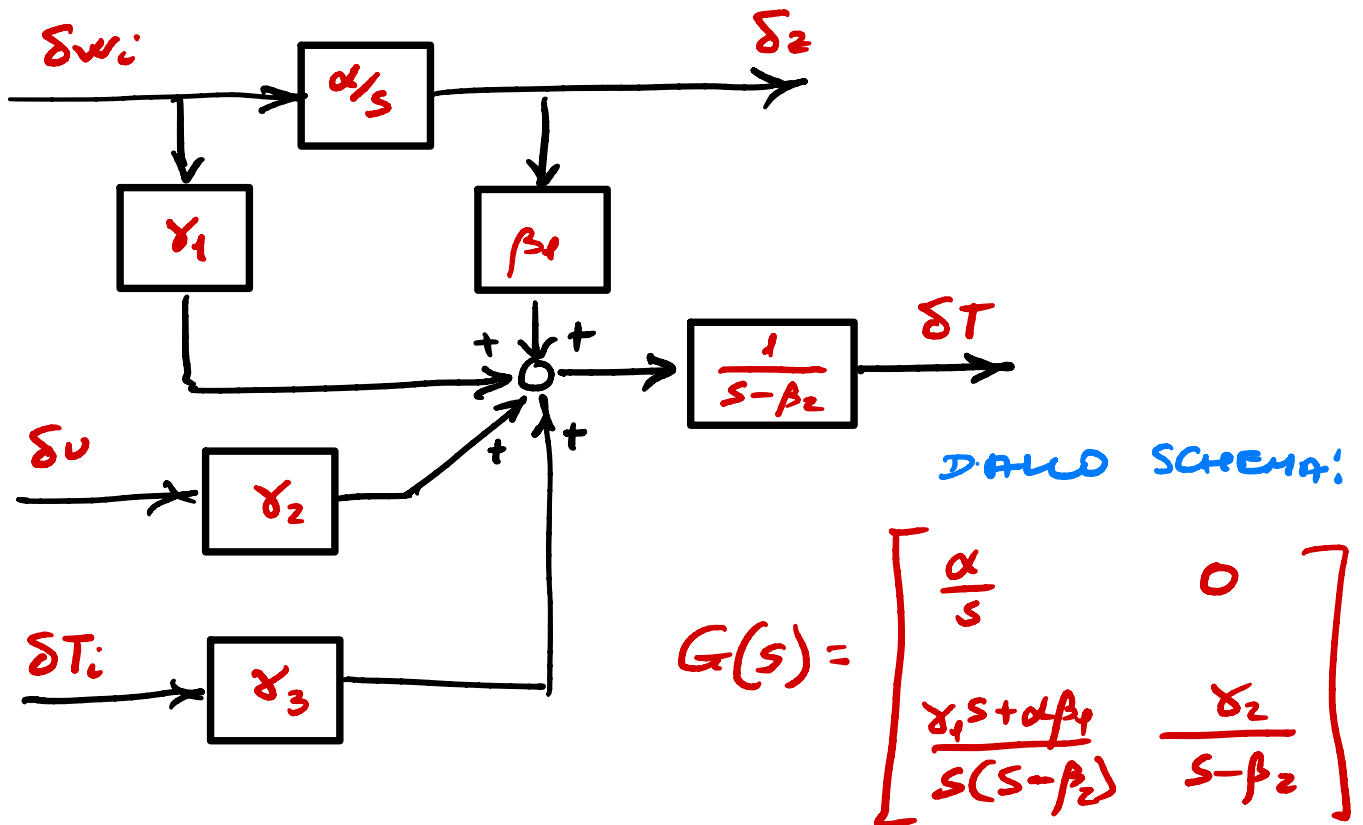 δwᵢ
α/s
δz
γ₁
β₁
+ +
1/(s-β₂)
δT
+ +
δu
γ₂
DALLO SCHEMA:
δTᵢ
γ₃
G(s) = [ α/s 0
(γ₁s+αβ₁)/(s(s-β₂)) γ₂/(s-β₂) ]